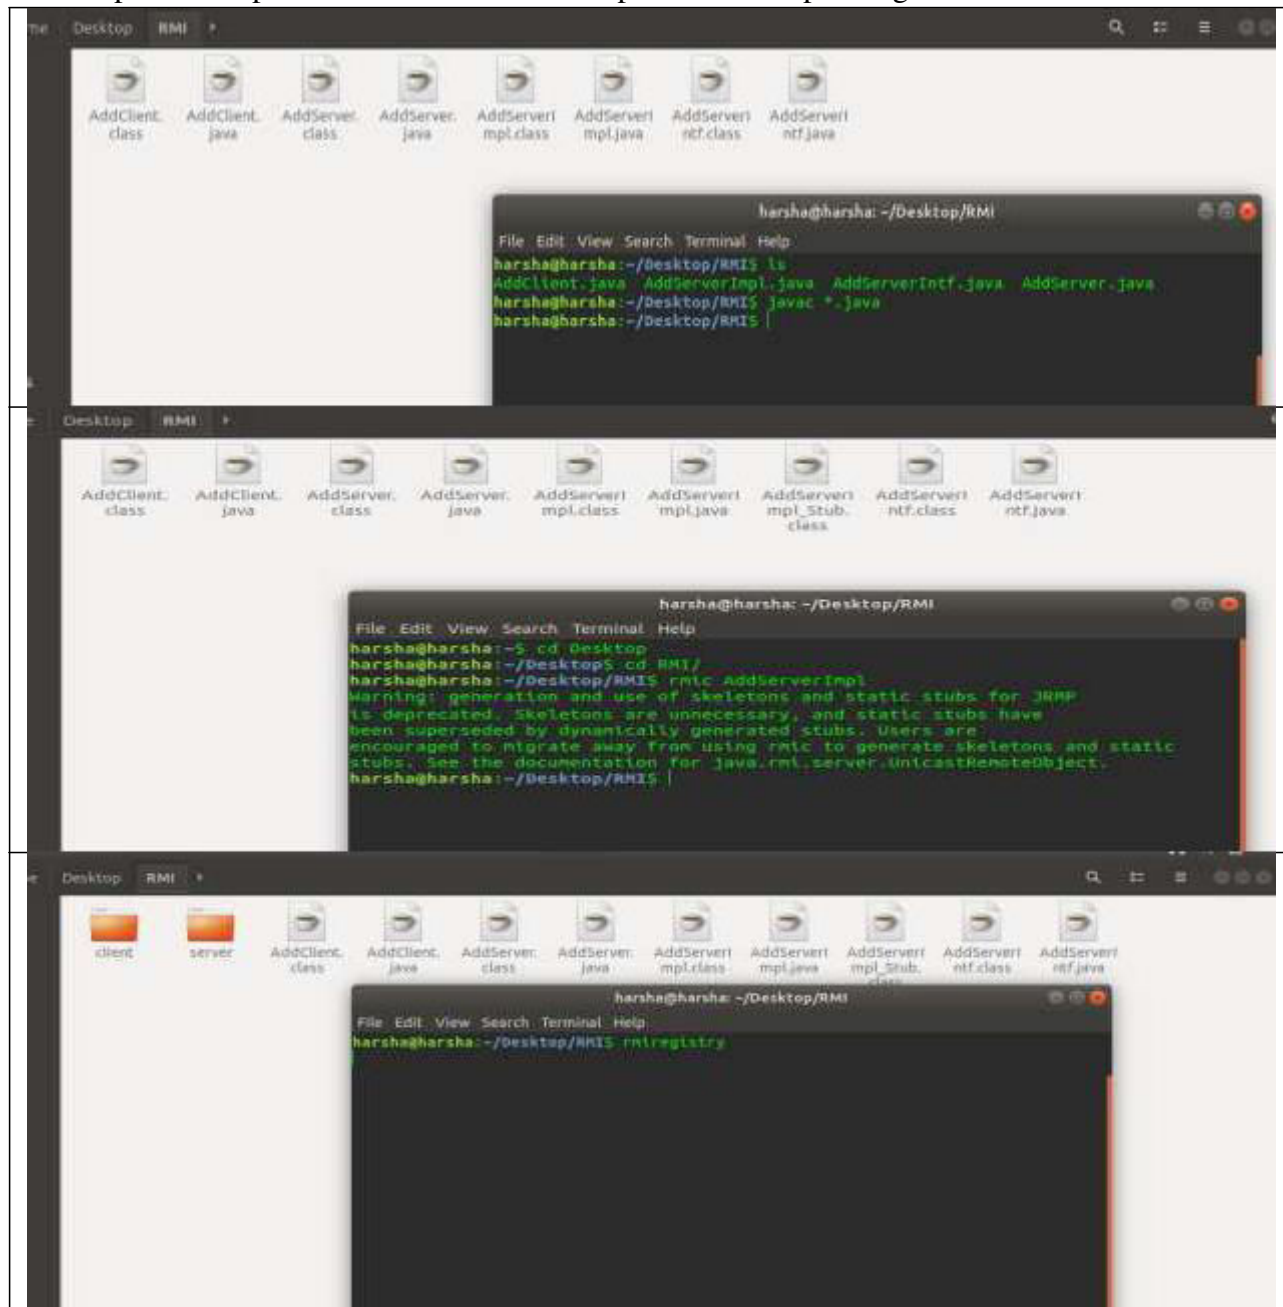 Desktop RMI
AddClient. AddClient. AddServer. AddServer. AddServerI AddServerI AddServerI AddServerI
class java class java mpl.class mpl.java ntf.class ntf.java
harsha@harsha: ~/Desktop/RMI
File Edit View Search Terminal Help
harsha@harsha:~/Desktop/RMI$ ls
AddClient.java AddServerImpl.java AddServerIntf.java AddServer.java
harsha@harsha:~/Desktop/RMI$ javac *.java
harsha@harsha:~/Desktop/RMI$
Desktop RMI
AddClient. AddClient. AddServer. AddServer. AddServerI AddServerI AddServerI AddServerI AddServerI
class java class java mpl.class mpl.java mpl_Stub. ntf.class ntf.java
class
harsha@harsha: ~/Desktop/RMI
File Edit View Search Terminal Help
harsha@harsha:~$ cd Desktop
harsha@harsha:~/Desktop$ cd RMI/
harsha@harsha:~/Desktop/RMI$ rmic AddServerImpl
Warning: generation and use of skeletons and static stubs for JRMP
is deprecated. Skeletons are unnecessary, and static stubs have
been superseded by dynamically generated stubs. Users are
encouraged to migrate away from using rmic to generate skeletons and static
stubs. See the documentation for java.rmi.server.UnicastRemoteObject.
harsha@harsha:~/Desktop/RMI$
Desktop RMI
client server AddClient. AddClient. AddServer. AddServer. AddServerI AddServerI AddServerI AddServerI AddServerI
class java class java mpl.class mpl.java mpl_Stub. ntf.class ntf.java
class
harsha@harsha: ~/Desktop/RMI
File Edit View Search Terminal Help
harsha@harsha:~/Desktop/RMI$ rmiregistry